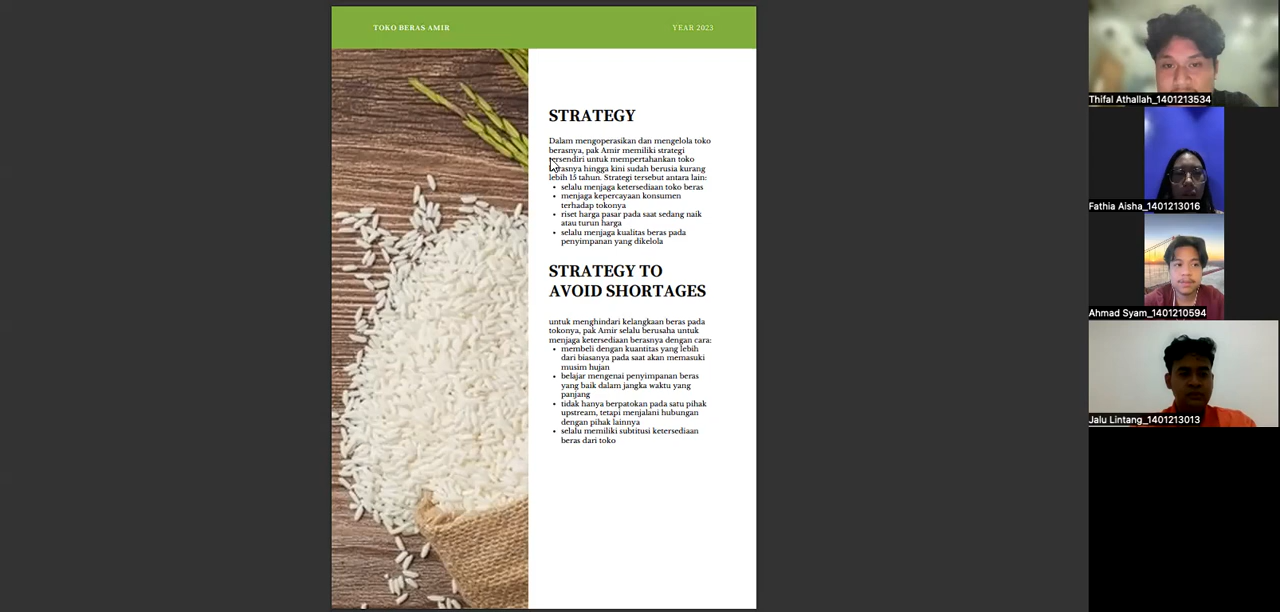 TOKO BERAS AMIR
YEAR 2023
STRATEGY
Dalam mengoperasikan dan mengelola toko
berasnya, pak Amir memiliki strategi
tersendiri untuk mempertahankan toko
berasnya hingga kini sudah berusia kurang
lebih 15 tahun. Strategi tersebut antara lain:
• selalu menjaga ketersediaan toko beras
• menjaga kepercayaan konsumen
terhadap tokonya
• riset harga pasar pada saat sedang naik
atau turun harga
• selalu menjaga kualitas beras pada
penyimpanan yang dikelola
STRATEGY TO
AVOID SHORTAGES
untuk menghindari kelangkaan beras pada
tokonya, pak Amir selalu berusaha untuk
menjaga ketersediaan berasnya dengan cara:
• membeli dengan kuantitas yang lebih
dari biasanya pada saat akan memasuki
musim hujan
• belajar mengenai penyimpanan beras
yang baik dalam jangka waktu yang
panjang
• tidak hanya berpatokan pada satu pihak
upstream, tetapi menjalani hubungan
dengan pihak lainnya
• selalu memiliki subtitusi ketersediaan
beras dari toko
Thifal Athallah_1401213534
Fathia Aisha_1401213016
Ahmad Syam_1401210594
Jalu Lintang_1401213013